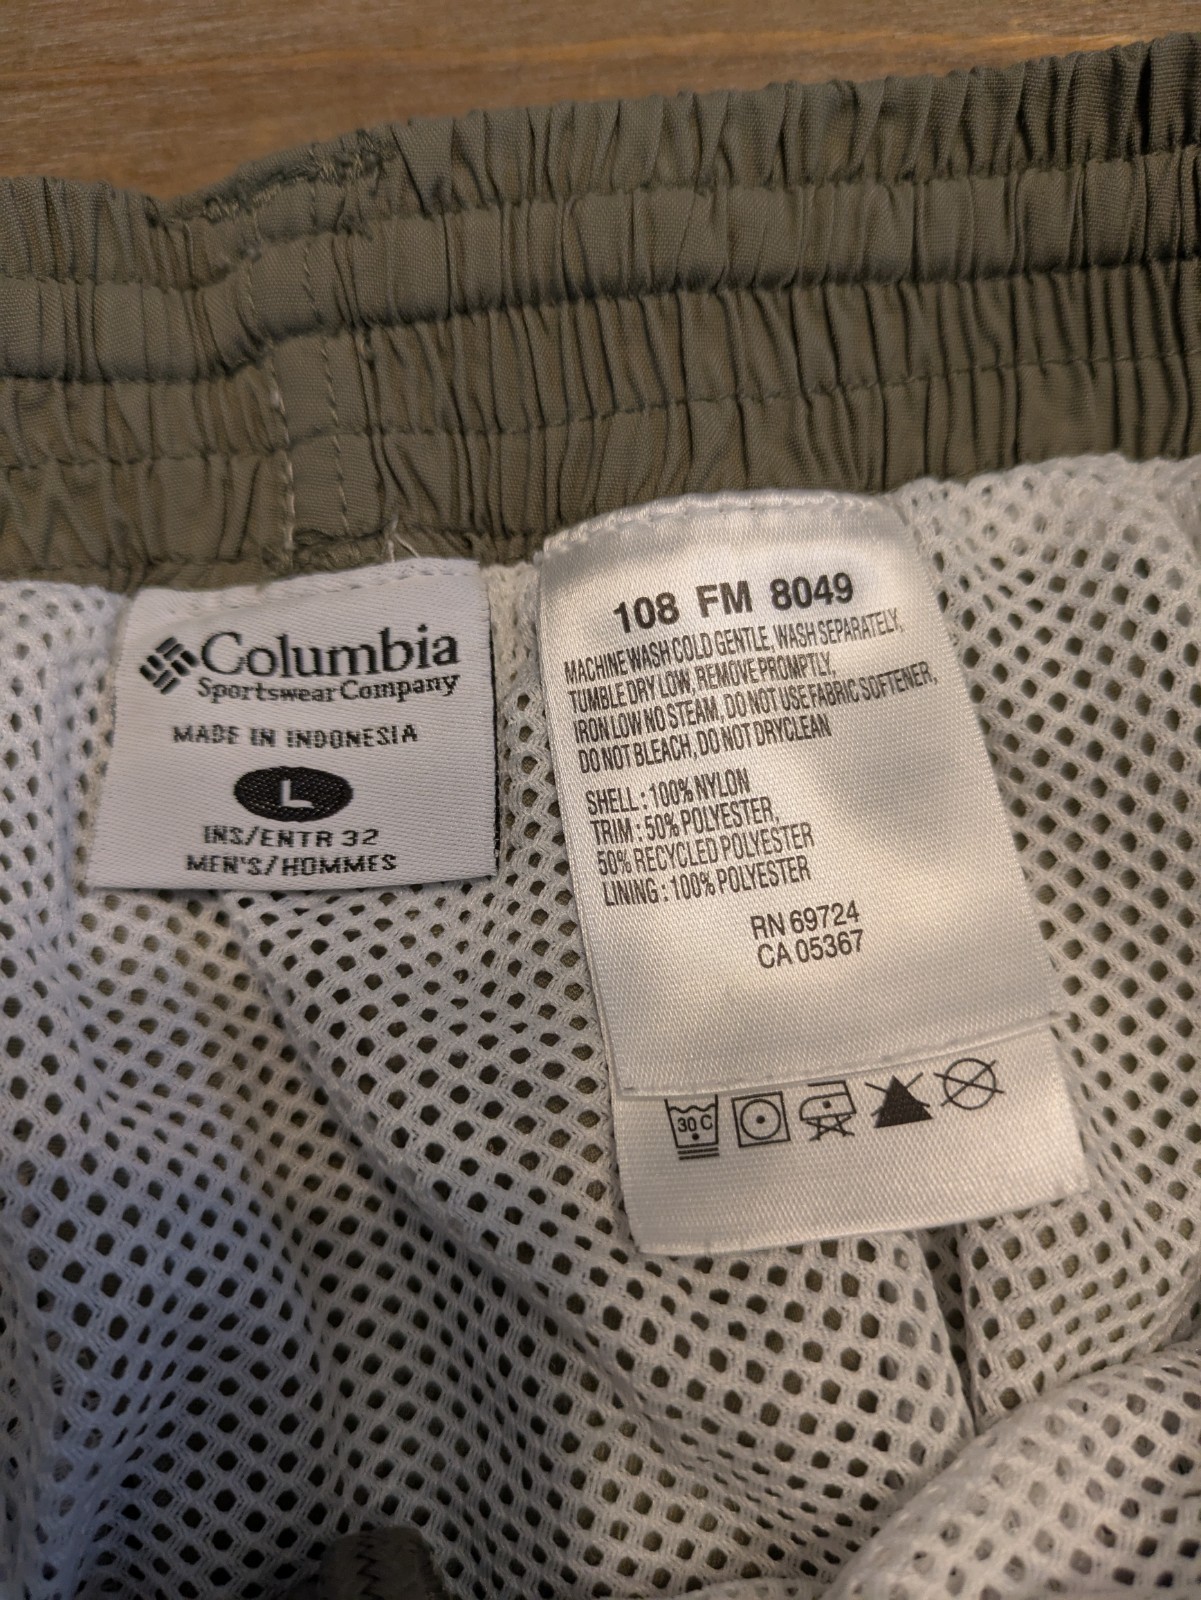 Columbia
Sportswear Company
MADE IN INDONESIA
L
INS/ENTR 32
MEN'S/HOMMES
108 FM 8049
MACHINE WASH COLD GENTLE, WASH SEPARATELY,
TUMBLE DRY LOW, REMOVE PROMPTLY,
IRON LOW NO STEAM, DO NOT USE FABRIC SOFTENER,
DO NOT BLEACH, DO NOT DRYCLEAN
SHELL : 100% NYLON
TRIM : 50% POLYESTER,
50% RECYCLED POLYESTER
LINING : 100% POLYESTER
RN 69724
CA 05367
30 C